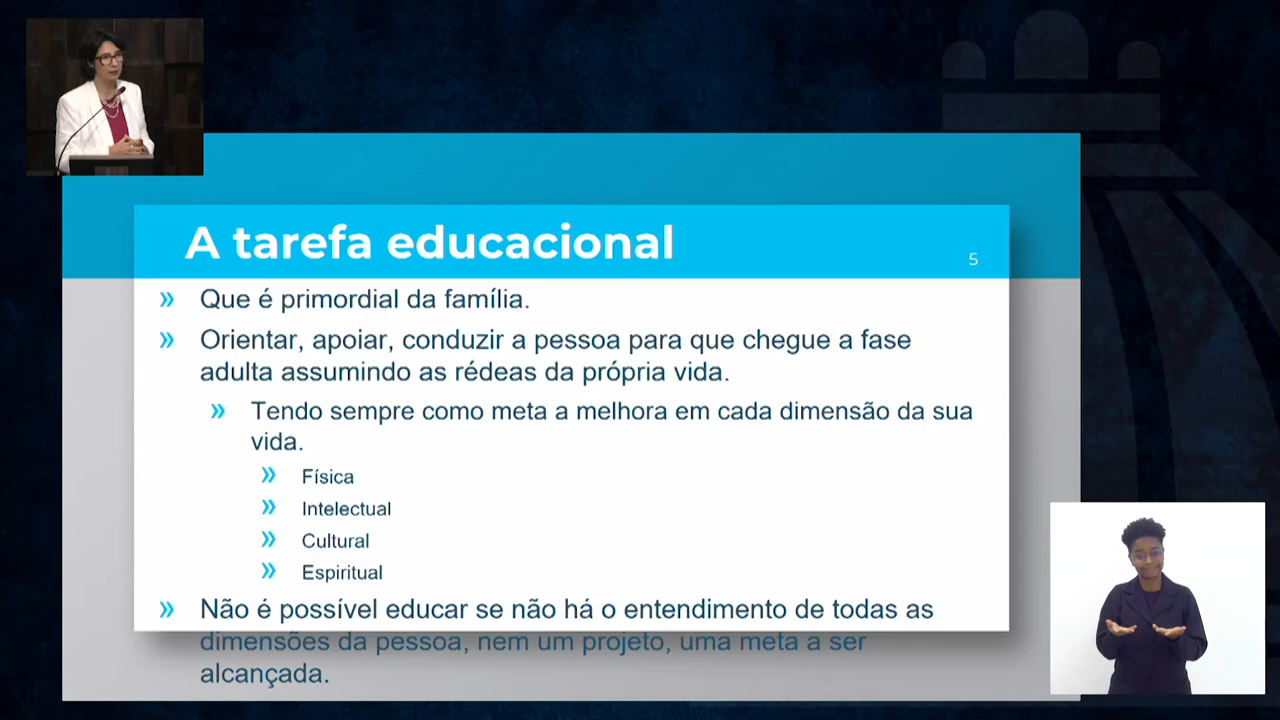 A tarefa educacional
5
» Que é primordial da família.
» Orientar, apoiar, conduzir a pessoa para que chegue a fase
adulta assumindo as rédeas da própria vida.
» Tendo sempre como meta a melhora em cada dimensão da sua
vida.
» Física
» Intelectual
» Cultural
» Espiritual
» Não é possível educar se não há o entendimento de todas as
dimensões da pessoa, nem um projeto, uma meta a ser
alcançada.